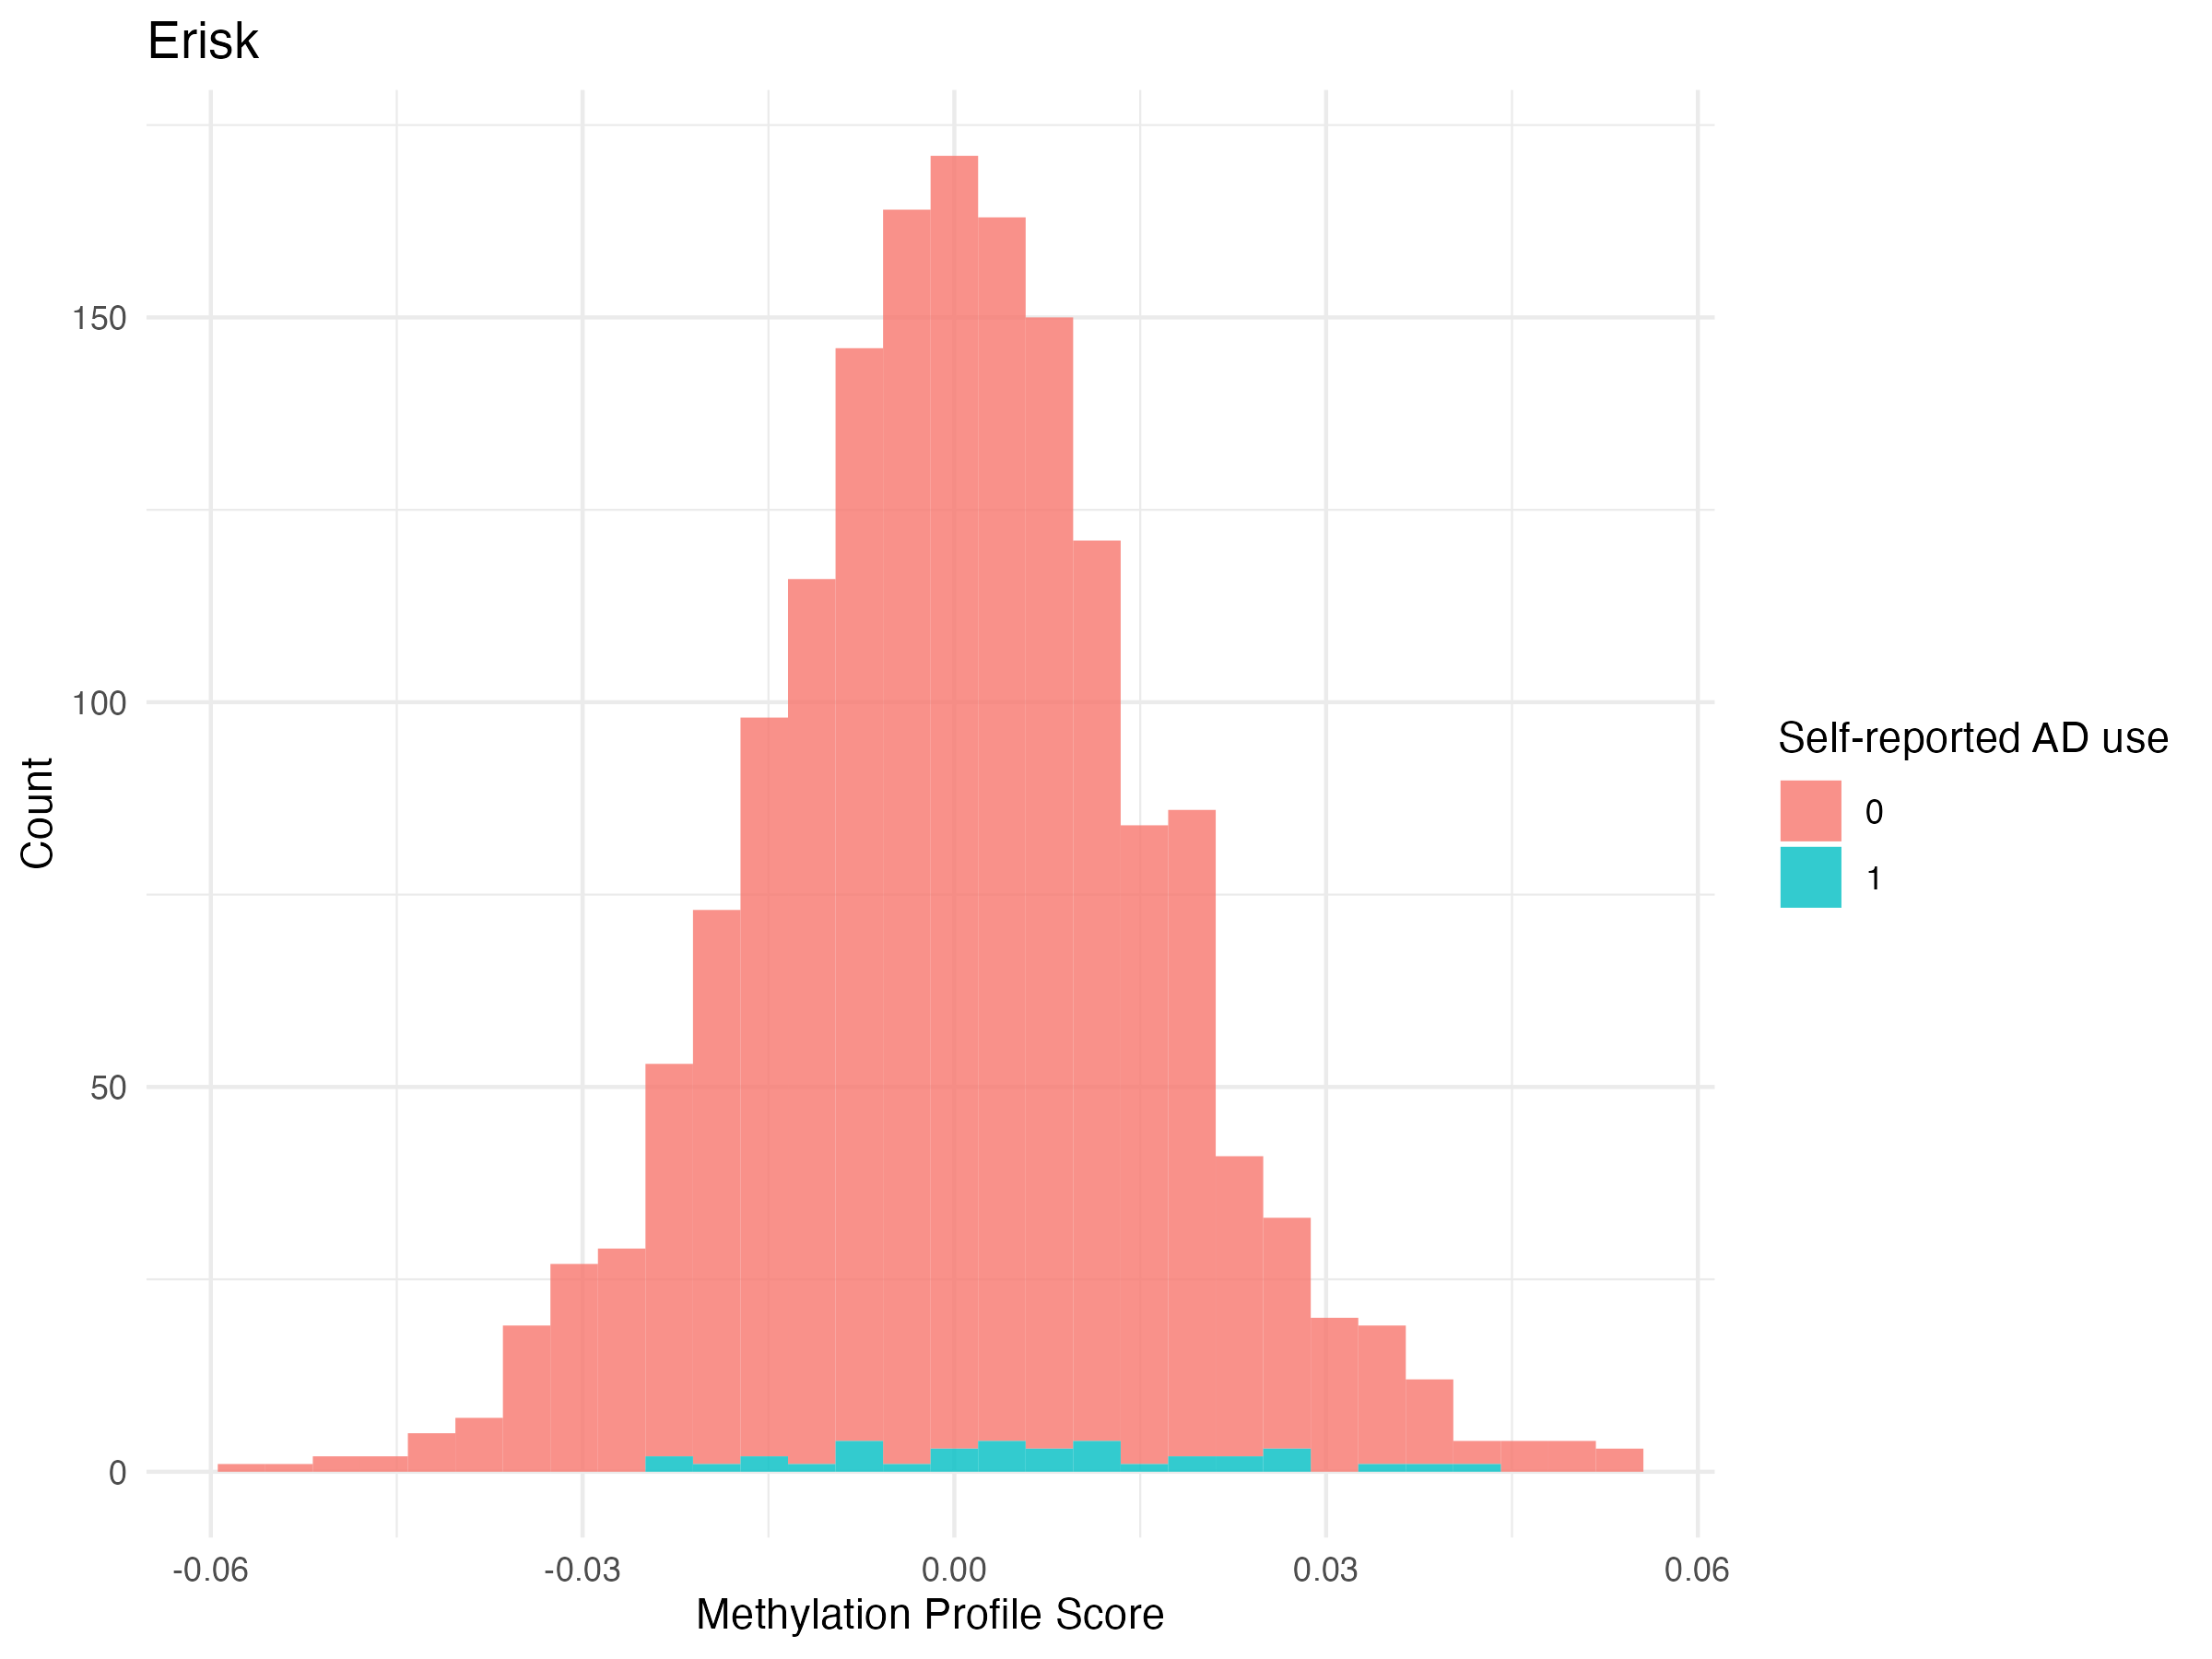 Erisk
150
100
50
0
Count
-0.06
-0.03
0.00
0.03
0.06
Methylation Profile Score
Self-reported AD use
0
1